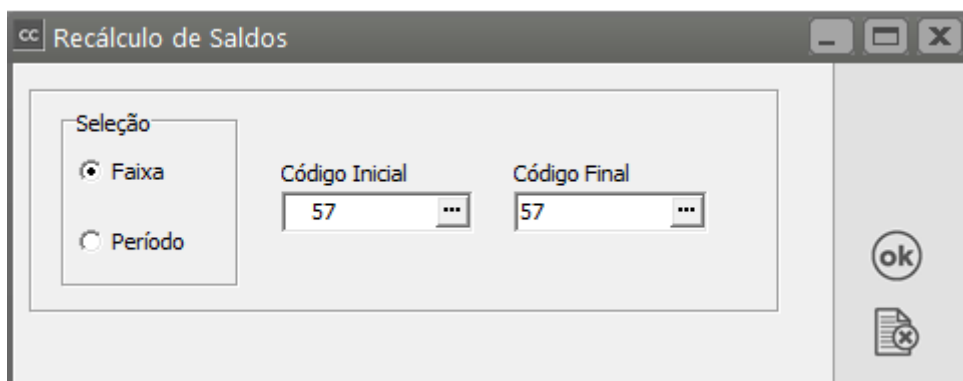 cc Recálculo de Saldos
Seleção
Faixa
Período
Código Inicial
57
Código Final
57
ok